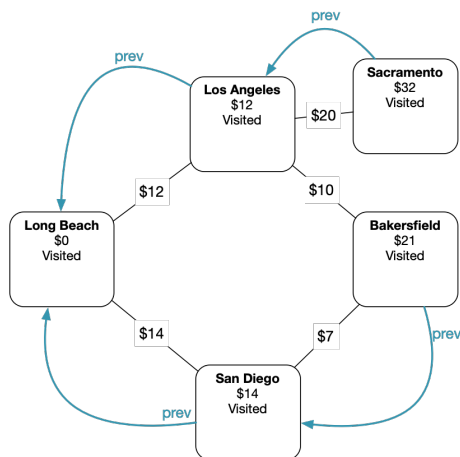 prev
prev
Sacramento
$32
Visited
Los Angeles
$12
Visited
$20
$12
$10
Long Beach
$0
Visited
Bakersfield
$21
Visited
$14
$7
prev
San Diego
$14
Visited
prev